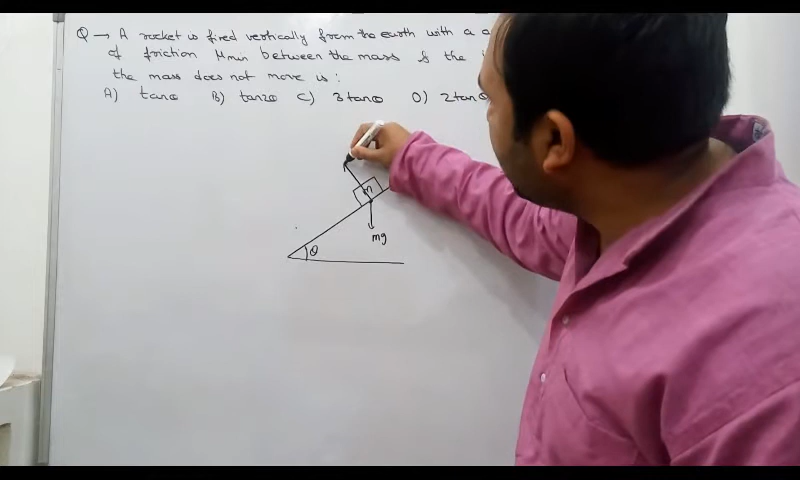 Q → A rocket is fired vertically from the earth with a a
of friction μmin between the mass & the i
the mass does not move is:
A) tanθ B) tan2θ C) 3tanθ D) 2tanθ
m
mg
θ